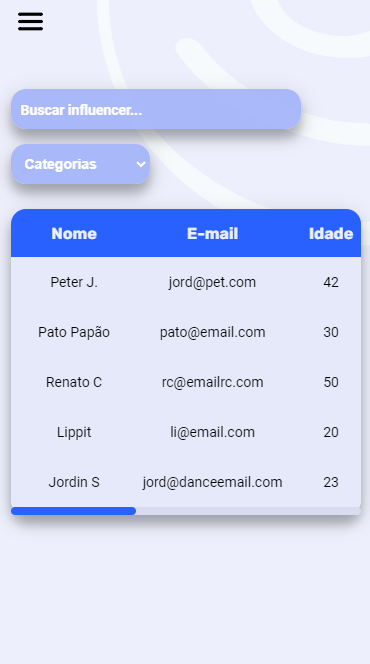 Buscar influencer...
Categorias
Nome E-mail Idade
Peter J. jord@pet.com 42
Pato Papão pato@email.com 30
Renato C rc@emailrc.com 50
Lippit li@email.com 20
Jordin S jord@danceemail.com 23